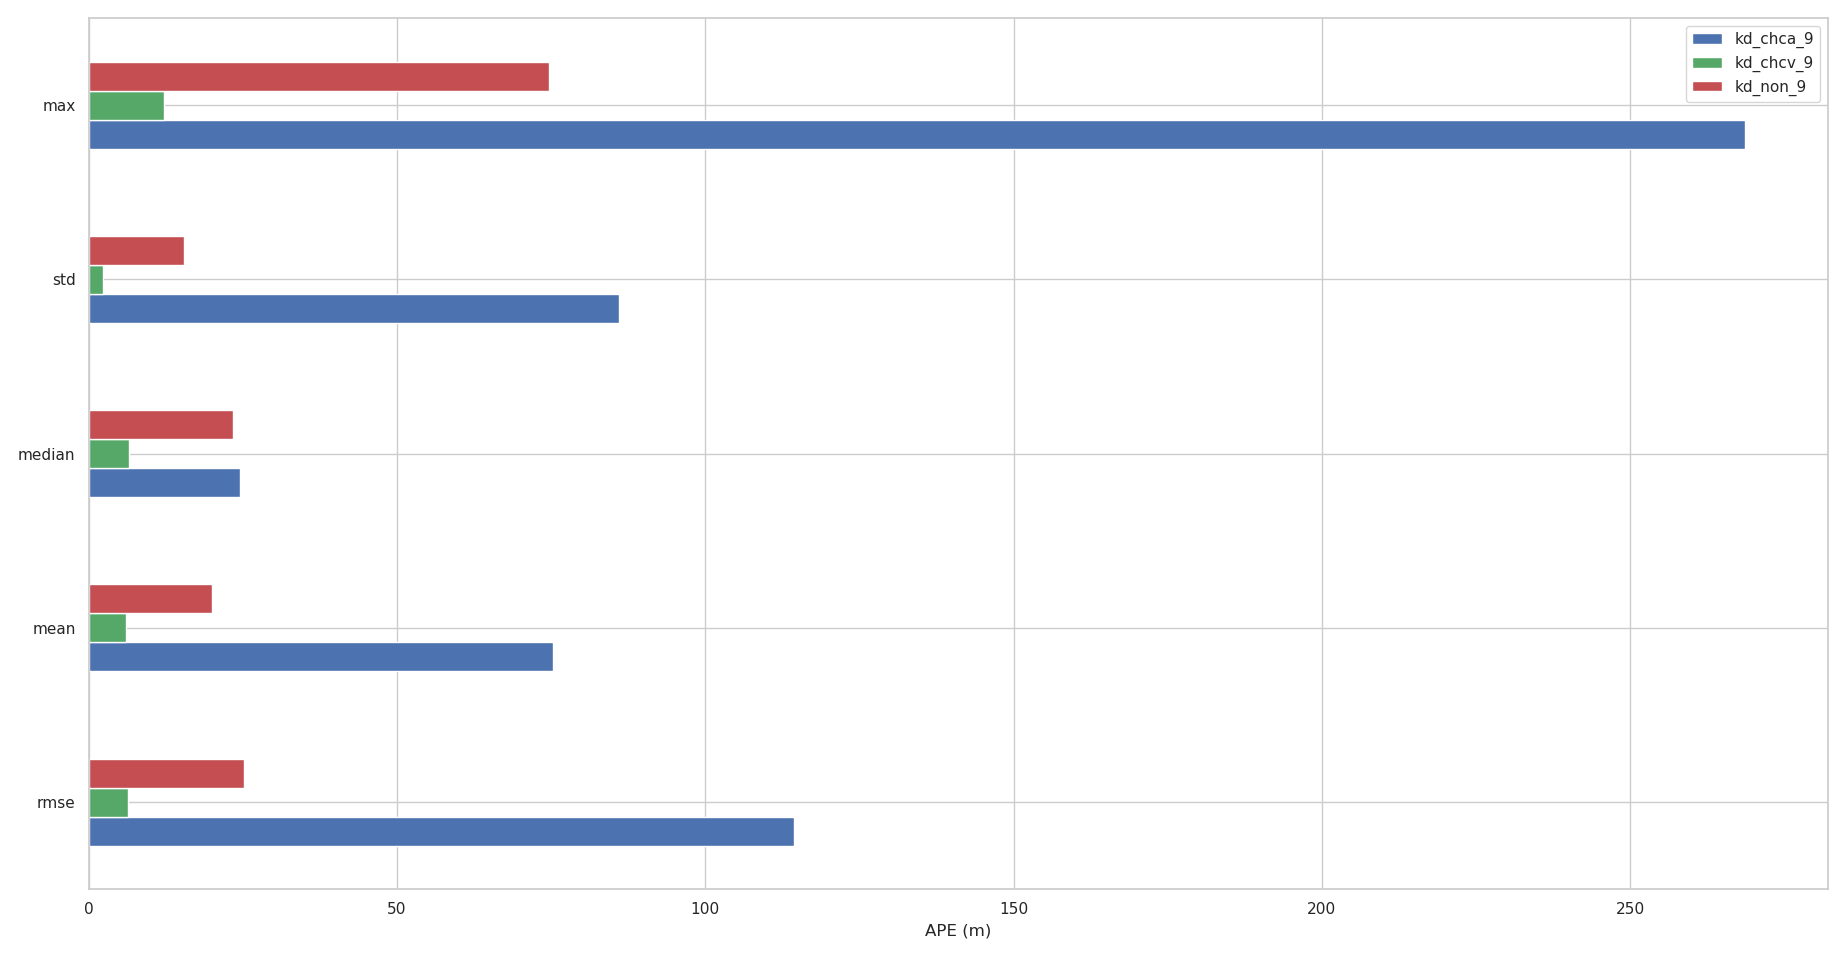 kd_chca_9
kd_chcv_9
kd_non_9
max
std
median
mean
rmse
0 50 100 150 200 250
APE (m)